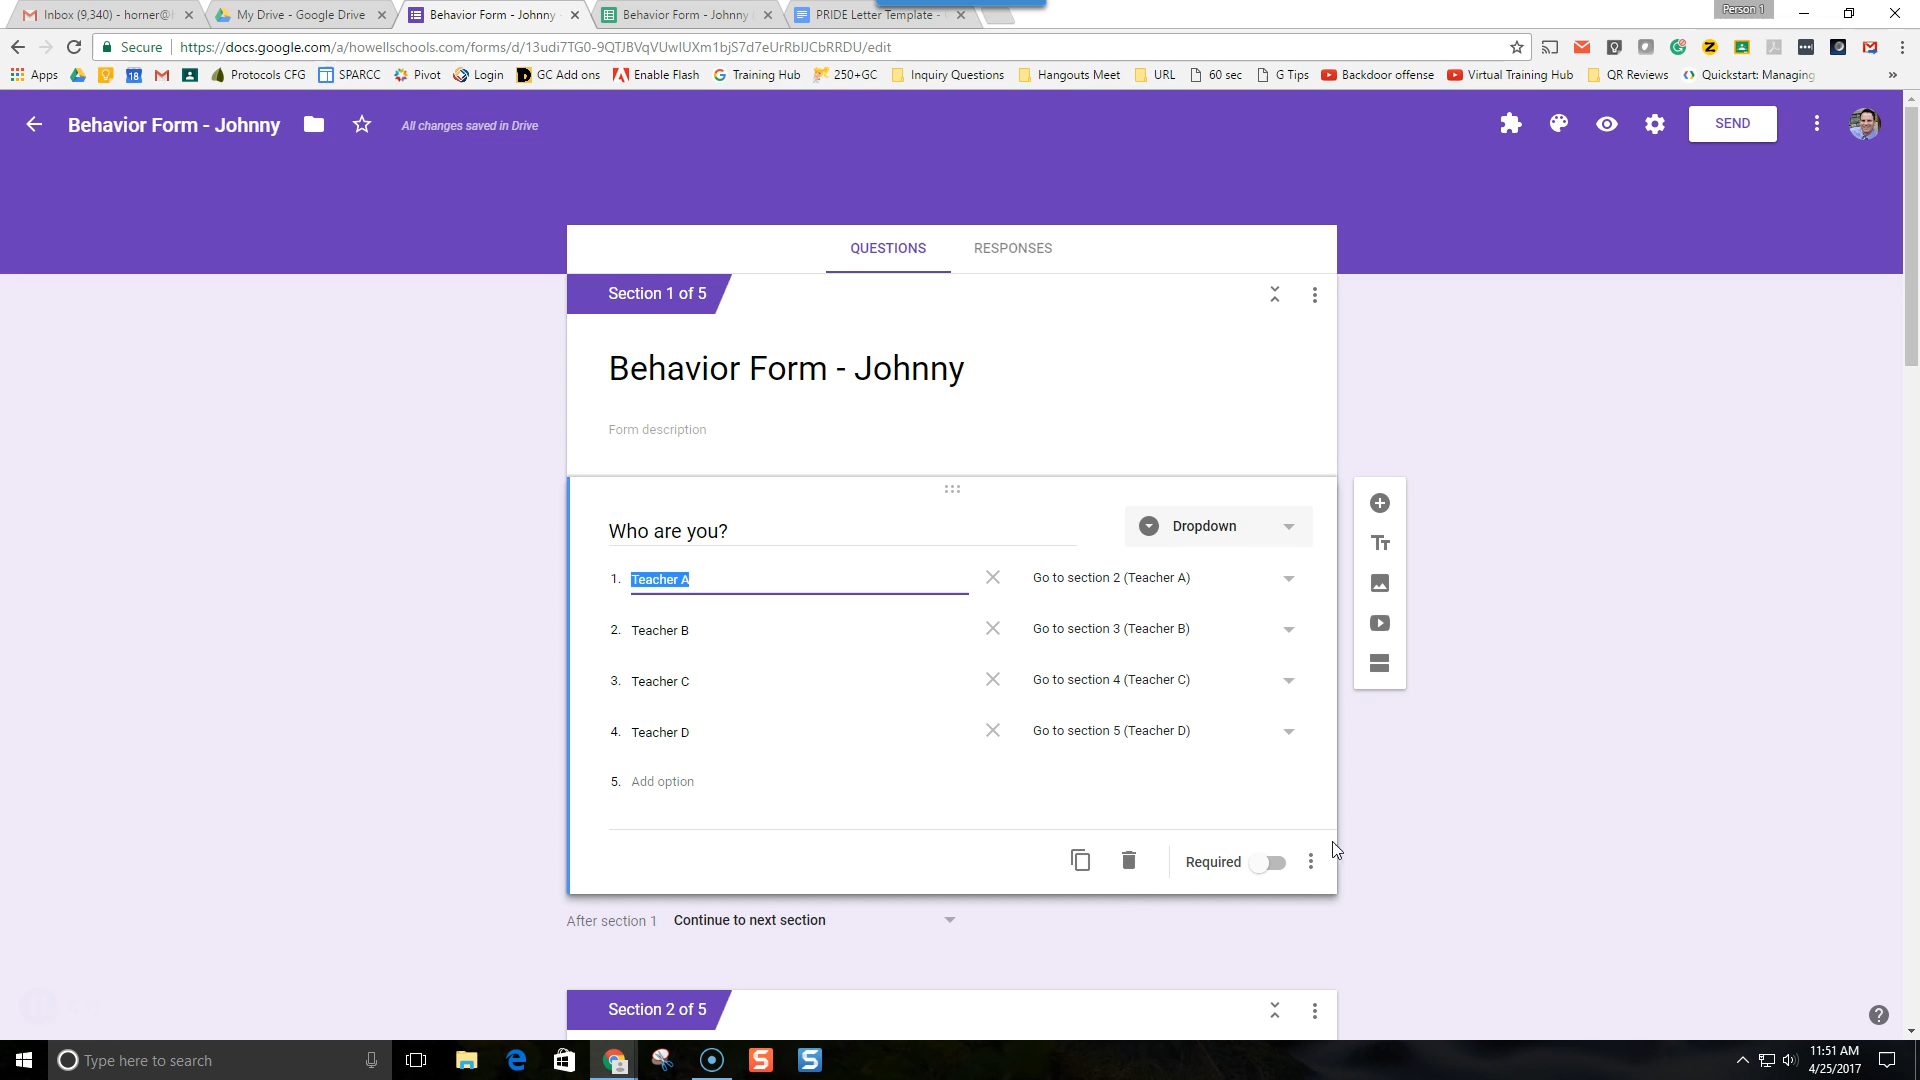 Inbox (9,340) - horner@
My Drive - Google Drive
Behavior Form - Johnny
Behavior Form - Johnny
PRIDE Letter Template -
Person 1
Secure
https://docs.google.com/a/howellschools.com/forms/d/13udi7TG0-9QTJBVqVUwIUXm1bjS7d7eUrRbIJCbRRDU/edit
Apps
18
Protocols CFG
SPARCC
Pivot
Login
GC Add ons
Enable Flash
Training Hub
250+GC
Inquiry Questions
Hangouts Meet
URL
60 sec
G Tips
Backdoor offense
Virtual Training Hub
QR Reviews
Quickstart: Managing
»
Behavior Form - Johnny
All changes saved in Drive
SEND
QUESTIONS
RESPONSES
Section 1 of 5
Behavior Form - Johnny
Form description
Who are you?
Dropdown
1. Teacher A
Go to section 2 (Teacher A)
2. Teacher B
Go to section 3 (Teacher B)
3. Teacher C
Go to section 4 (Teacher C)
4. Teacher D
Go to section 5 (Teacher D)
5. Add option
Required
After section 1 Continue to next section
Section 2 of 5
Type here to search
11:51 AM
4/25/2017